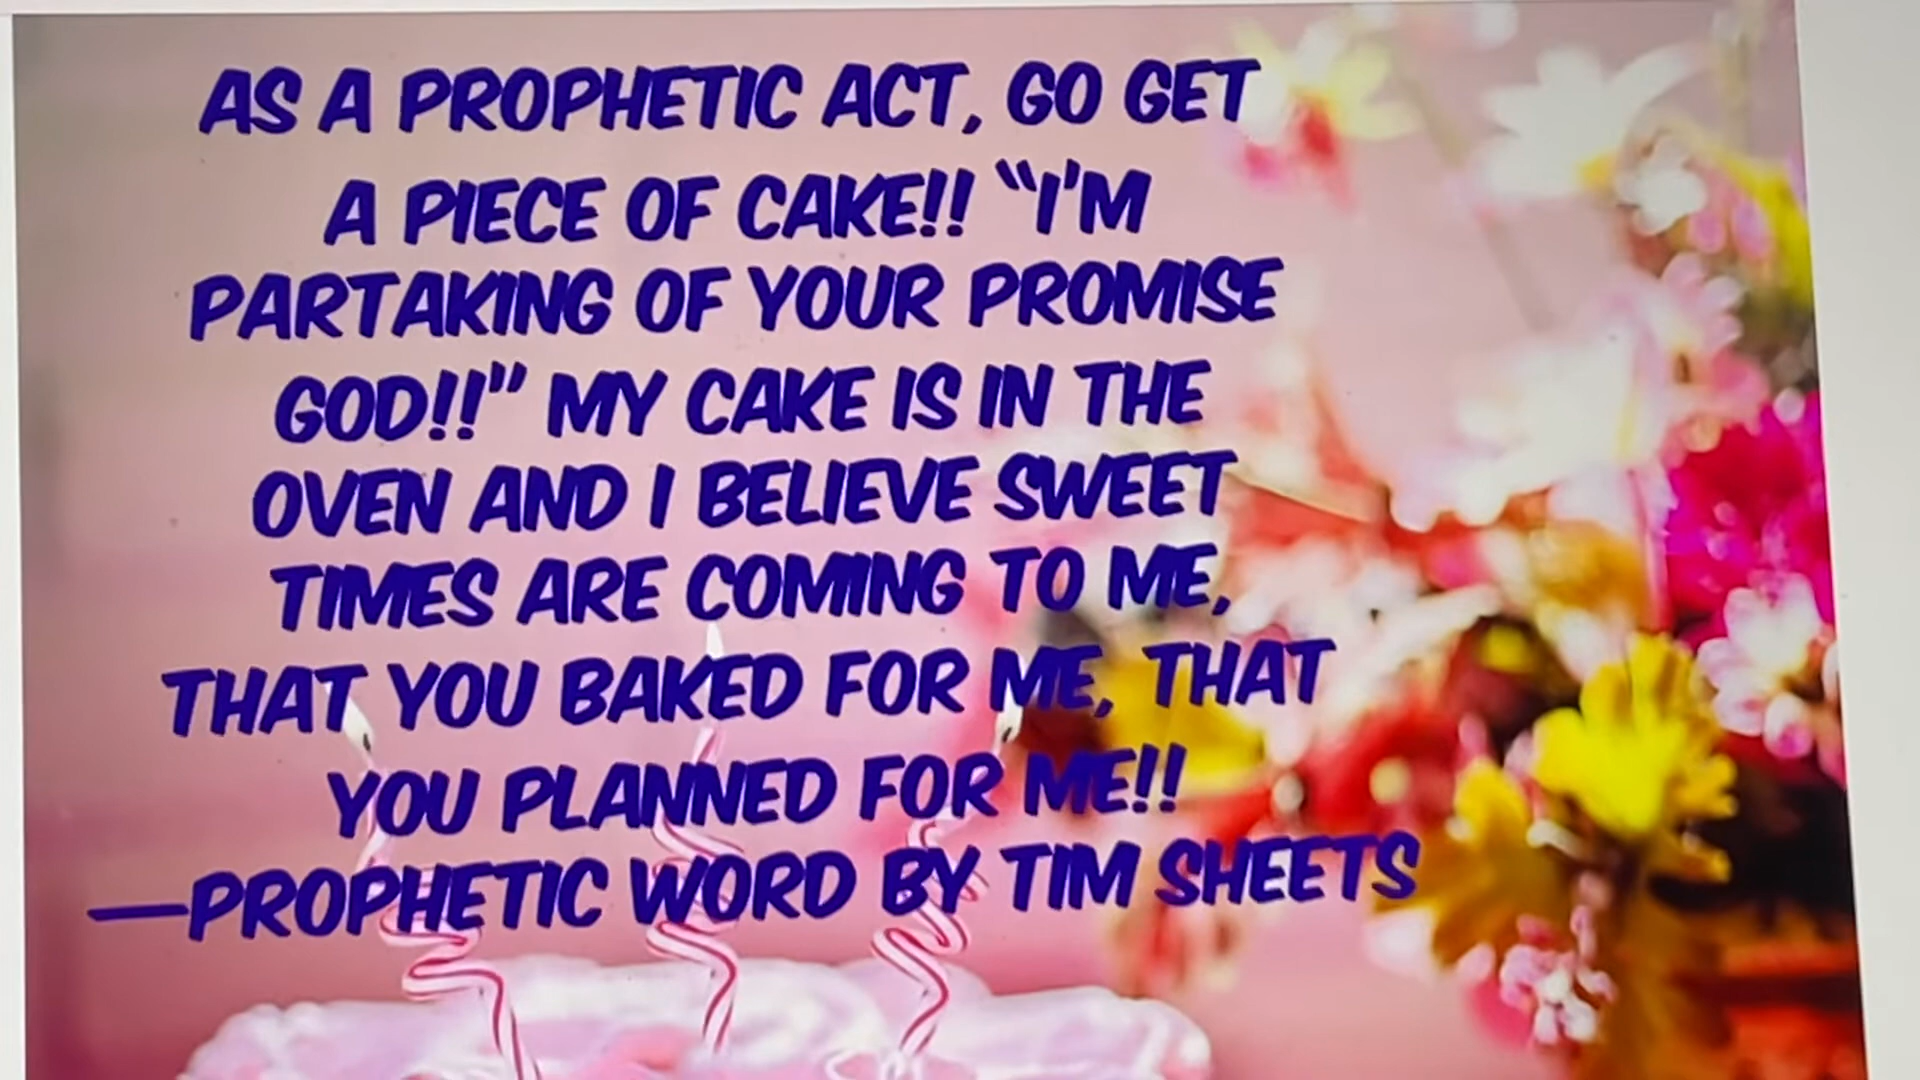 AS A PROPHETIC ACT, GO GET
A PIECE OF CAKE!! “I'M
PARTAKING OF YOUR PROMISE
GOD!!” MY CAKE IS IN THE
OVEN AND I BELIEVE SWEET
TIMES ARE COMING TO ME,
THAT YOU BAKED FOR ME, THAT
YOU PLANNED FOR ME!!
—PROPHETIC WORD BY TIM SHEETS